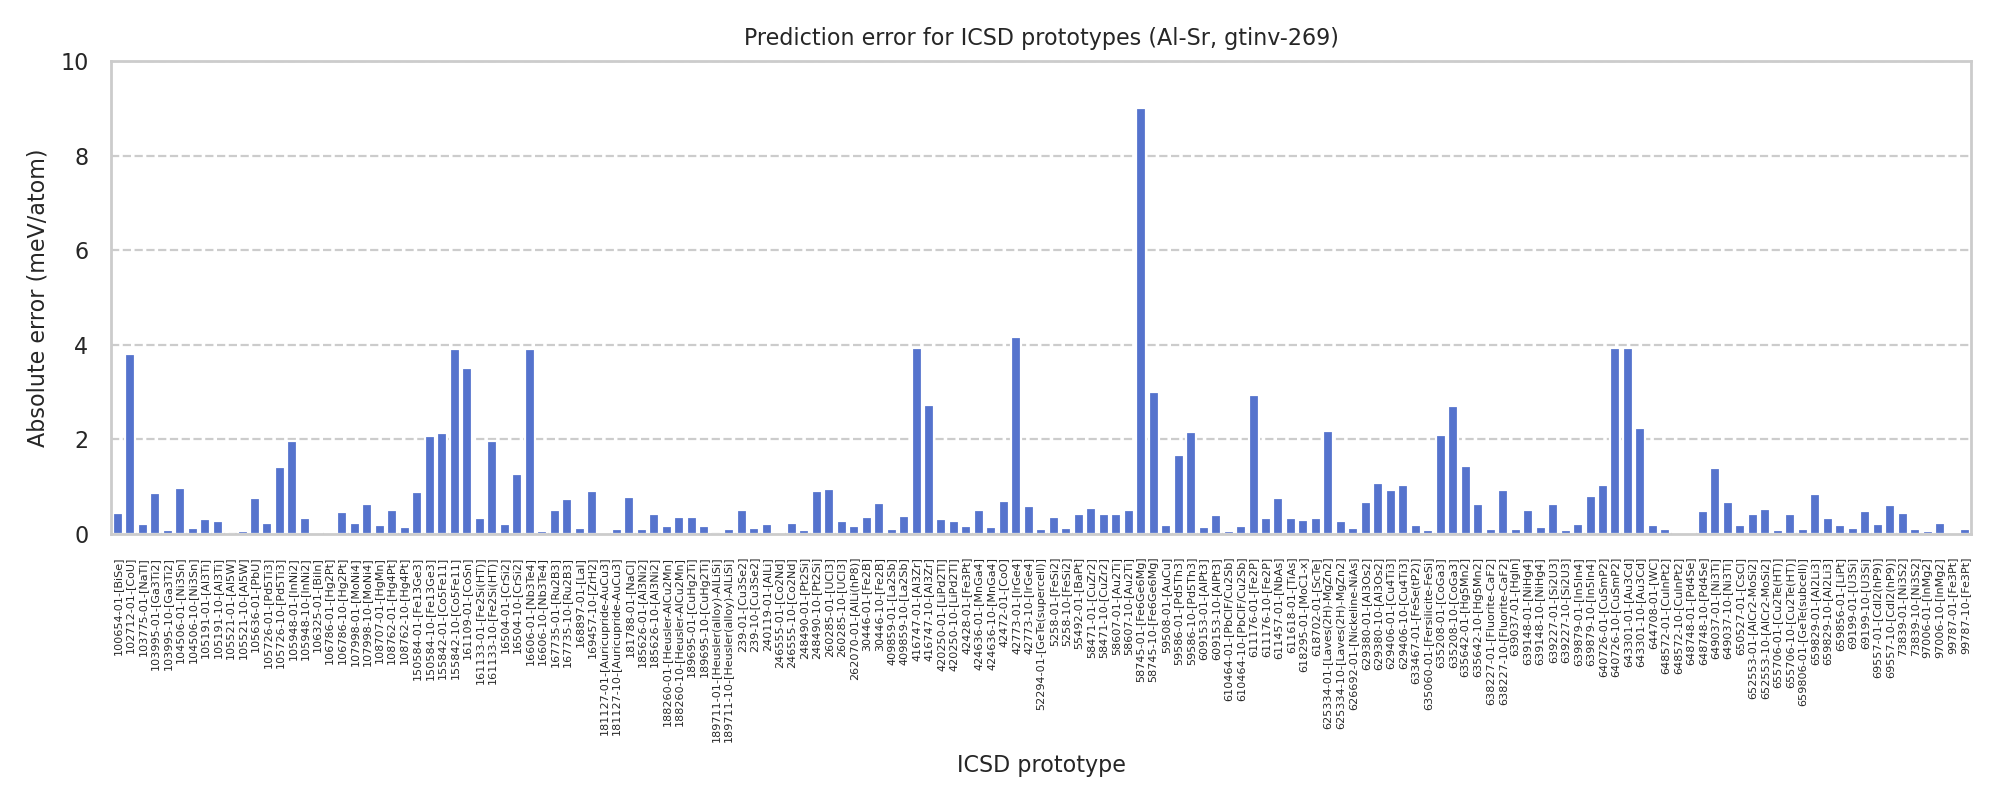 Prediction error for ICSD prototypes (Al-Sr, gtinv-269)
Absolute error (meV/atom)
10
8
6
4
2
0
100654-01-[BiSe]
102712-01-[CoU]
103775-01-[NaTl]
103995-01-[Ga3Ti2]
103995-10-[Ga3Ti2]
104506-01-[Ni3Sn]
104506-10-[Ni3Sn]
105191-01-[Al3Ti]
105191-10-[Al3Ti]
105521-01-[Al5W]
105521-10-[Al5W]
105636-01-[PbU]
105726-01-[Pd5Ti3]
105726-10-[Pd5Ti3]
105948-01-[InNi2]
105948-10-[InNi2]
106325-01-[BiIn]
106786-01-[Hg2Pt]
106786-10-[Hg2Pt]
107998-01-[MoNi4]
107998-10-[MoNi4]
108707-01-[HgMn]
108762-01-[Hg4Pt]
108762-10-[Hg4Pt]
150584-01-[Fe13Ge3]
150584-10-[Fe13Ge3]
155842-01-[Co5Fe11]
155842-10-[Co5Fe11]
161109-01-[CoSn]
161133-01-[Fe2Si(HT)]
161133-10-[Fe2Si(HT)]
16504-01-[CrSi2]
16504-10-[CrSi2]
166006-01-[Nb3Te4]
166006-10-[Nb3Te4]
167735-01-[Ru2B3]
167735-10-[Ru2B3]
168897-01-[LaI]
169457-10-[ZrH2]
181127-01-[Auricupride-AuCu3]
181127-10-[Auricupride-AuCu3]
181788-01-[NaCl]
185626-01-[Al3Ni2]
185626-10-[Al3Ni2]
188260-01-[Heusler-AlCu2Mn]
188260-10-[Heusler-AlCu2Mn]
189695-01-[CuHg2Ti]
189695-10-[CuHg2Ti]
189711-01-[Heusler(alloy)-AlLiSi]
189711-10-[Heusler(alloy)-AlLiSi]
239-01-[Cu3Se2]
239-10-[Cu3Se2]
240119-01-[AlLi]
246555-01-[Co2Nd]
246555-10-[Co2Nd]
248490-01-[Pt2Si]
248490-10-[Pt2Si]
260285-01-[UCl3]
260285-10-[UCl3]
262070-01-[AlLi(hP8)]
30446-01-[Fe2B]
30446-10-[Fe2B]
409859-01-[La2Sb]
409859-10-[La2Sb]
416747-01-[Al3Zr]
416747-10-[Al3Zr]
420250-01-[LiPd2Tl]
420250-10-[LiPd2Tl]
42428-01-[Fe3Pt]
424636-01-[MnGa4]
424636-10-[MnGa4]
42472-01-[CoO]
42773-01-[IrGe4]
42773-10-[IrGe4]
52294-01-[GeTe(supercell)]
5258-01-[FeSi2]
5258-10-[FeSi2]
55492-01-[BaPt]
58471-01-[CuZr2]
58471-10-[CuZr2]
58607-01-[Au2Ti]
58607-10-[Au2Ti]
58745-01-[Fe6Ge6Mg]
58745-10-[Fe6Ge6Mg]
59508-01-[AuCu]
59586-01-[Pd5Th3]
59586-10-[Pd5Th3]
609153-01-[AlPt3]
609153-10-[AlPt3]
610464-01-[PbClF/Cu2Sb]
610464-10-[PbClF/Cu2Sb]
611176-01-[Fe2P]
611176-10-[Fe2P]
611457-01-[NbAs]
611618-01-[TiAs]
618295-01-[MoC1-x]
618702-01-[ScTe]
625334-01-[Laves(2H)-MgZn2]
625334-10-[Laves(2H)-MgZn2]
626692-01-[Nickeline-NiAs]
629380-01-[Al3Os2]
629380-10-[Al3Os2]
629406-01-[Cu4Ti3]
629406-10-[Cu4Ti3]
633467-01-[FeSe(tP2)]
635060-01-[Fersilicite-FeSi]
635208-01-[CoGa3]
635208-10-[CoGa3]
635642-01-[Hg5Mn2]
635642-10-[Hg5Mn2]
638227-01-[Fluorite-CaF2]
638227-10-[Fluorite-CaF2]
639037-01-[HgIn]
639148-01-[NiHg4]
639148-10-[NiHg4]
639227-01-[Si2U3]
639227-10-[Si2U3]
639879-01-[In5In4]
639879-10-[In5In4]
640726-01-[CuSmP2]
640726-10-[CuSmP2]
643301-01-[Au3Cd]
643301-10-[Au3Cd]
644708-01-[WC]
648572-01-[CuInPt2]
648572-10-[CuInPt2]
648748-01-[Pd4Se]
648748-10-[Pd4Se]
649037-01-[Ni3Ti]
649037-10-[Ni3Ti]
650527-01-[CsCl]
652553-01-[AlCr2-MoSi2]
652553-10-[AlCr2-MoSi2]
655706-01-[Cu2Te(HT)]
655706-10-[Cu2Te(HT)]
659806-01-[GeTe(subcell)]
659829-01-[Al2Li3]
659829-10-[Al2Li3]
659856-01-[LiPt]
69199-01-[U3Si]
69199-10-[U3Si]
69557-01-[CdI2(hP9)]
69557-10-[CdI2(hP9)]
73839-01-[Ni3S2]
73839-10-[Ni3S2]
97006-01-[InMg2]
97006-10-[InMg2]
99787-01-[Fe3Pt]
99787-10-[Fe3Pt]
ICSD prototype